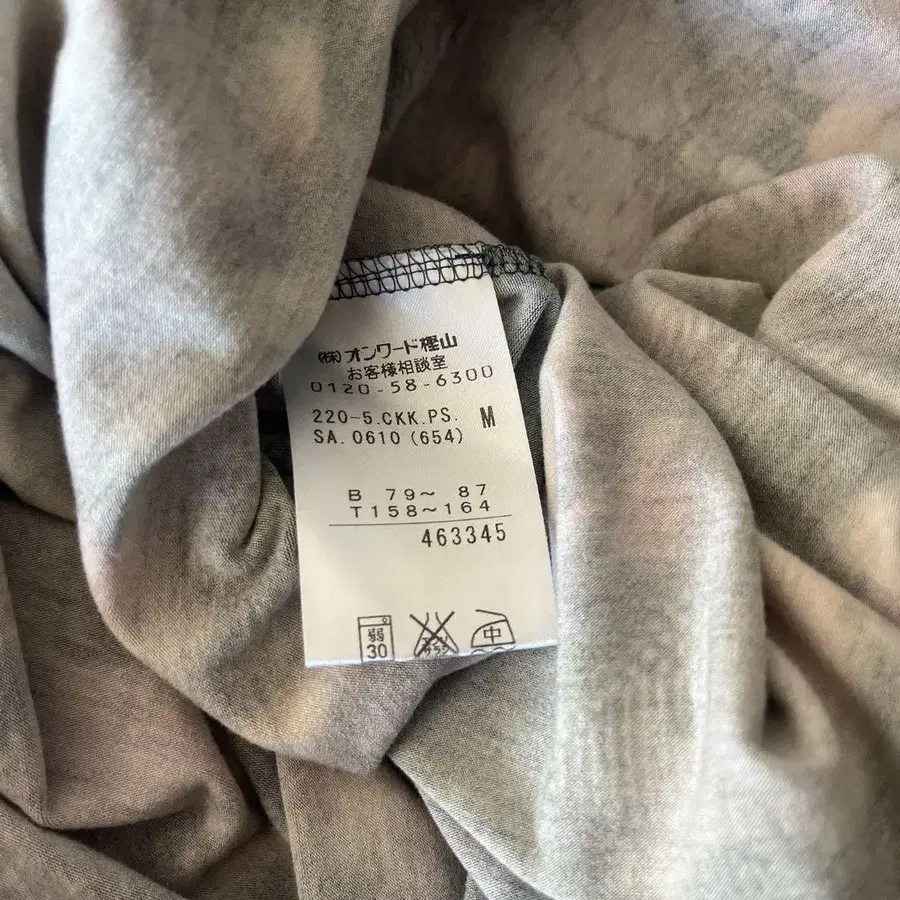 (株)オンワード樫山
お客様相談室
0120-58-6300
220-5.CKK.PS. M
SA.0610(654)
B 79〜 87
T158〜164
463345
弱 中
30